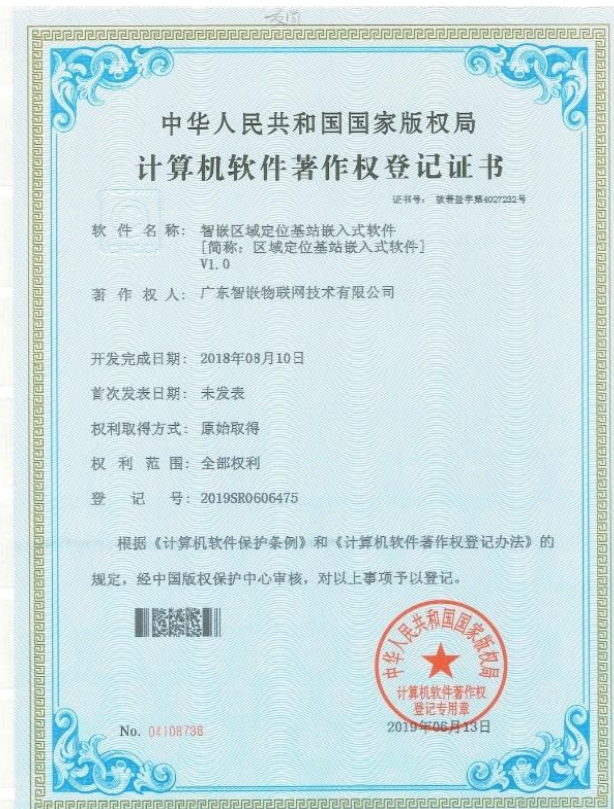 中华人民共和国国家版权局
计算机软件著作权登记证书
证书号： 软著登字第4027232号
软件名称： 智嵌区域定位基站嵌入式软件
[简称：区域定位基站嵌入式软件]
V1.0
著作权人： 广东智嵌物联网技术有限公司
开发完成日期： 2018年08月10日
首次发表日期： 未发表
权利取得方式： 原始取得
权利范围： 全部权利
登记号： 2019SR0606475
根据《计算机软件保护条例》和《计算机软件著作权登记办法》的
规定，经中国版权保护中心审核，对以上事项予以登记。
中华人民共和国国家版权局
计算机软件著作权
登记专用章
No. 04108738
2019年06月13日